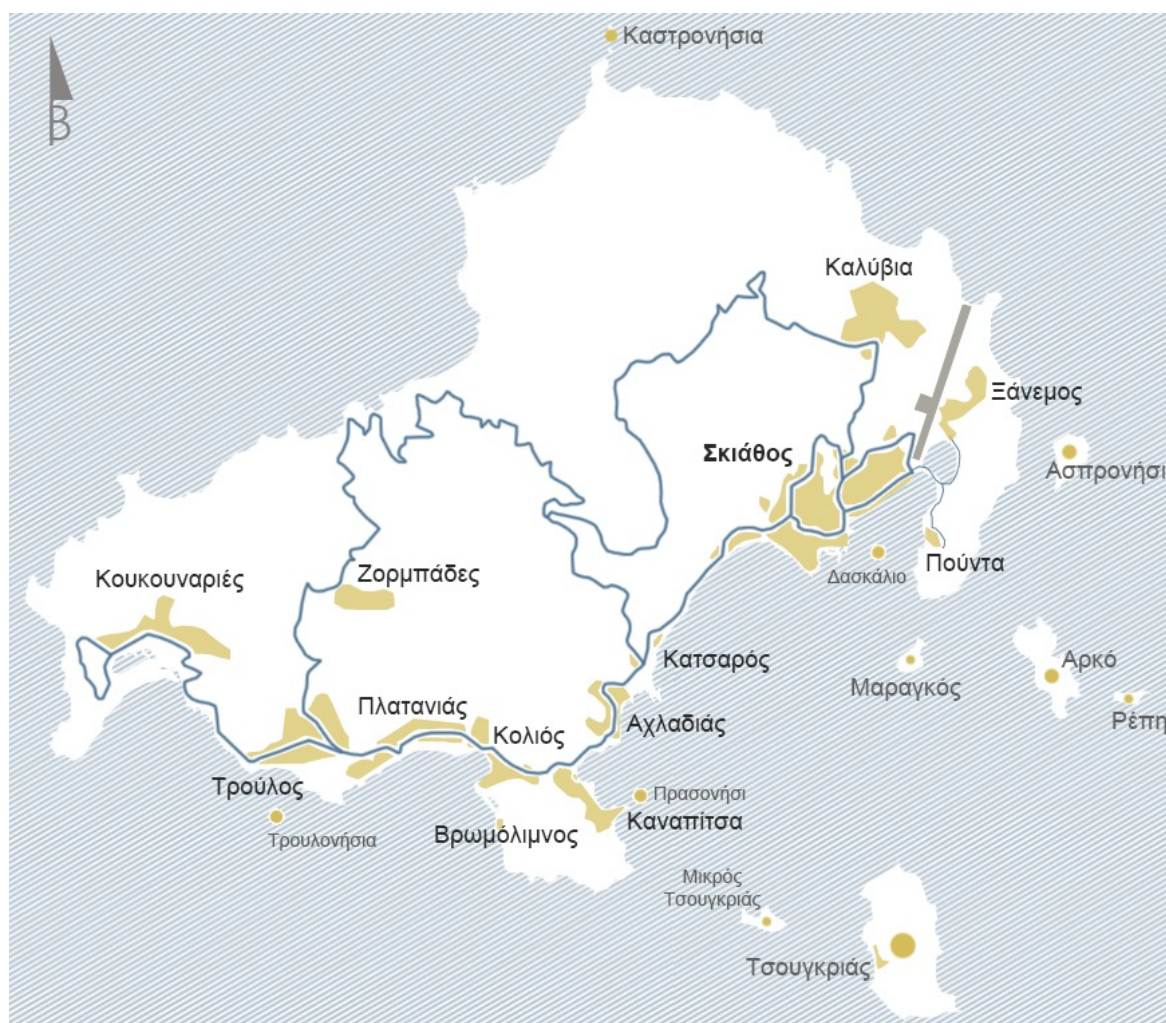 Καστρονήσια
Β
Καλύβια
Ξάνεμος
Σκιάθος
Ασπρονήσι
Πούντα
Δασκάλιο
Κουκουναριές
Ζορμπάδες
Κατσαρός
Αρκό
Μαραγκός
Ρέπη
Πλατανιάς
Κολιός
Αχλαδιάς
Τρούλος
Πρασονήσι
Καναπίτσα
Τρουλονήσια
Βρωμόλιμνος
Μικρός
Τσουγκριάς
Τσουγκριάς